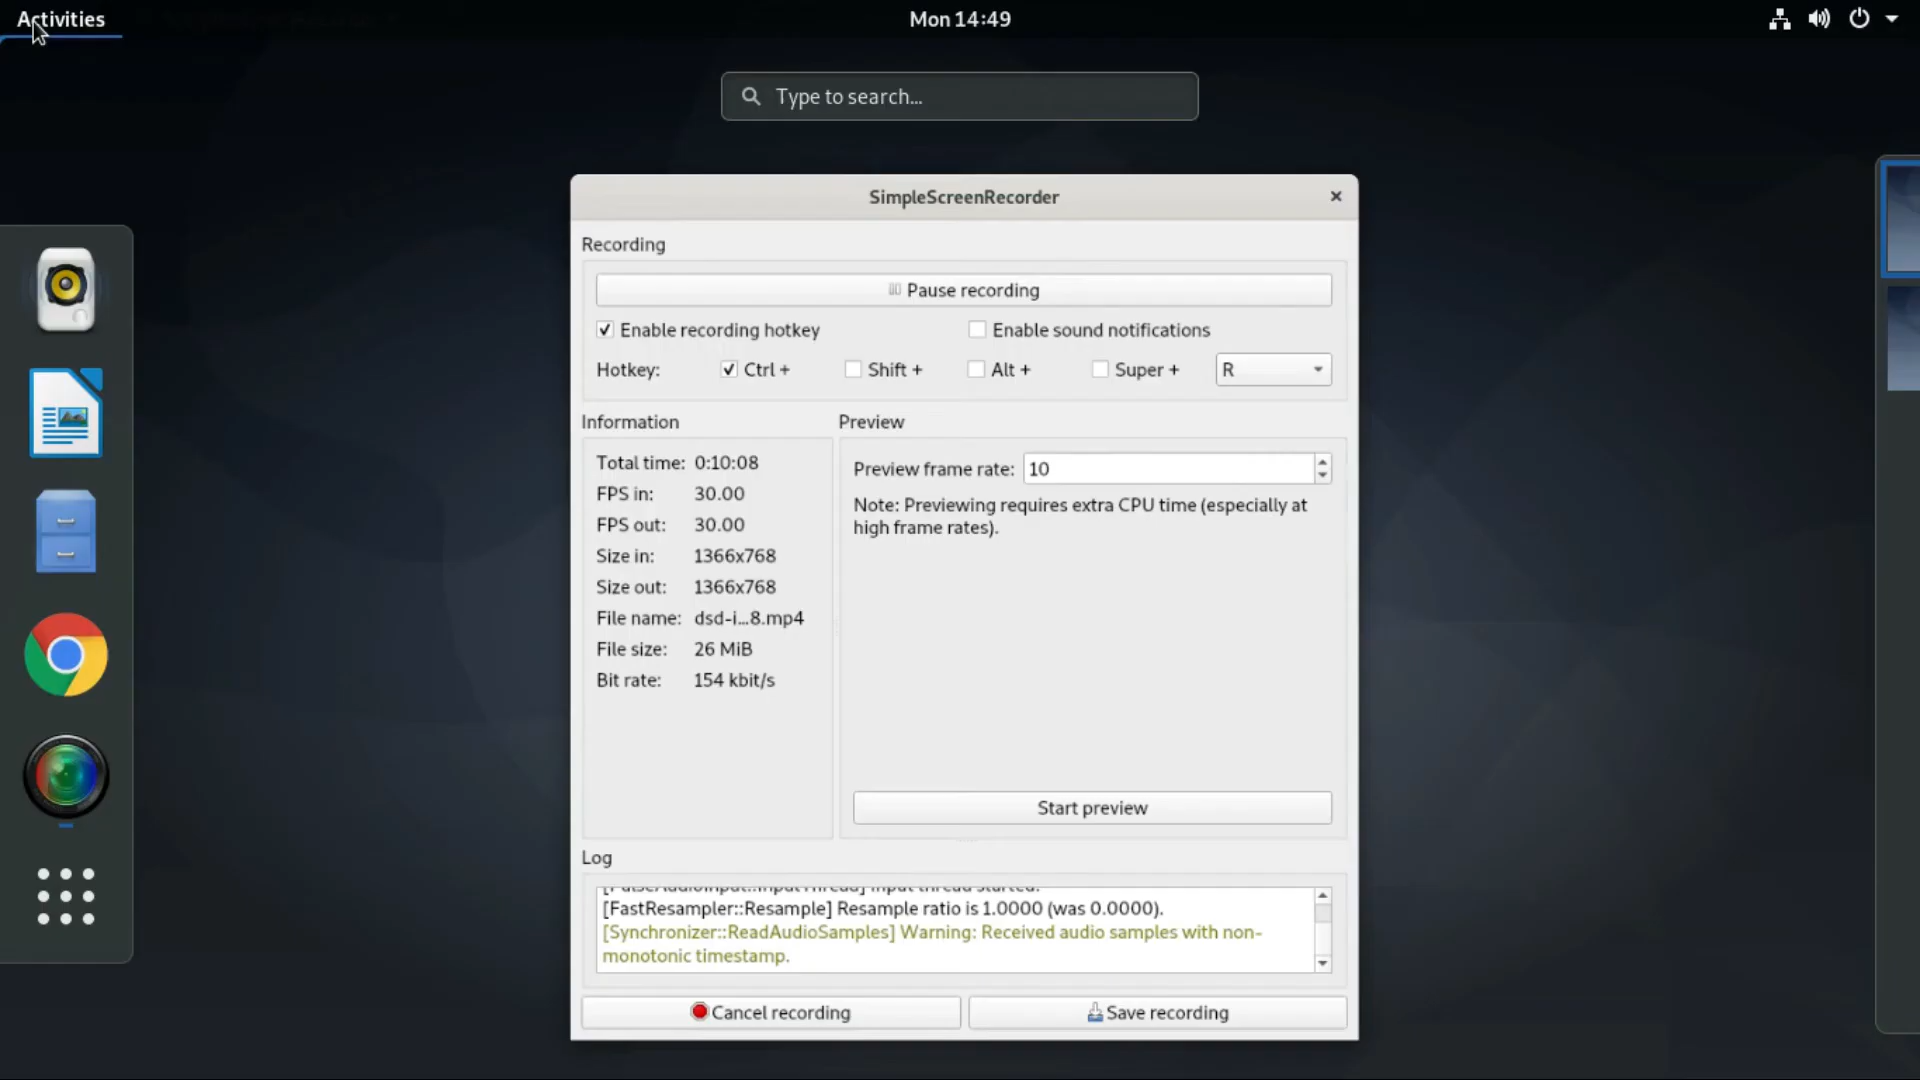 Activities
Mon 14:49
Type to search...
SimpleScreenRecorder
Recording
Pause recording
Enable recording hotkey
Enable sound notifications
Hotkey:
Ctrl +
Shift +
Alt +
Super +
R
Information
Total time: 0:10:08
FPS in: 30.00
FPS out: 30.00
Size in: 1366x768
Size out: 1366x768
File name: dsd-i...8.mp4
File size: 26 MiB
Bit rate: 154 kbit/s
Preview
Preview frame rate: 10
Note: Previewing requires extra CPU time (especially at
high frame rates).
Start preview
Log
[PulseAudioInput::InputThread] Input thread started.
[FastResampler::Resample] Resample ratio is 1.0000 (was 0.0000).
[Synchronizer::ReadAudioSamples] Warning: Received audio samples with non-
monotonic timestamp.
Cancel recording
Save recording